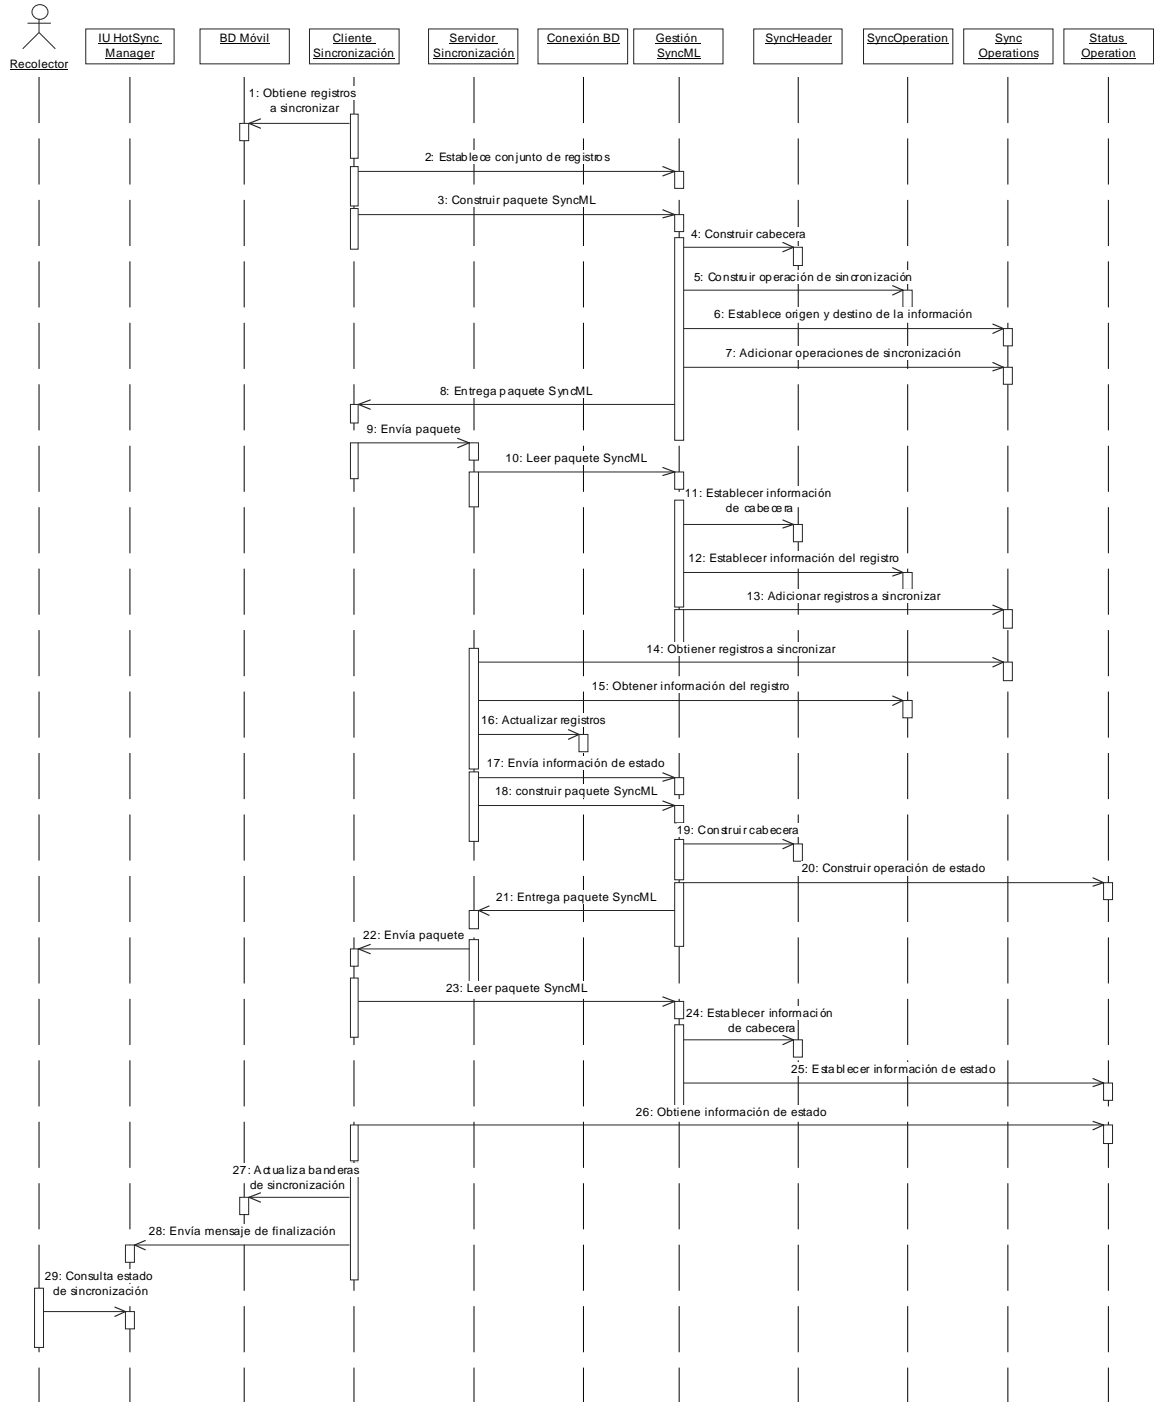 Recolector
IU HotSync
Manager
BD Móvil
Cliente
Sincronización
Servidor
Sincronización
Conexión BD
Gestión
SyncML
SyncHeader
SyncOperation
Sync
Operations
Status
Operation
1: Obtiene registros
a sincronizar
2: Establece conjunto de registros
3: Construir paquete SyncML
4: Construir cabecera
5: Construir operación de sincronización
6: Establece origen y destino de la información
7: Adicionar operaciones de sincronización
8: Entrega paquete SyncML
9: Envía paquete
10: Leer paquete SyncML
11: Establecer información
de cabecera
12: Establecer información del registro
13: Adicionar registros a sincronizar
14: Obtiener registros a sincronizar
15: Obtener información del registro
16: Actualizar registros
17: Envía información de estado
18: construir paquete SyncML
19: Construir cabecera
20: Construir operación de estado
21: Entrega paquete SyncML
22: Envía paquete
23: Leer paquete SyncML
24: Establecer información
de cabecera
25: Establecer información de estado
26: Obtiene información de estado
27: Actualiza banderas
de sincronización
28: Envía mensaje de finalización
29: Consulta estado
de sincronización